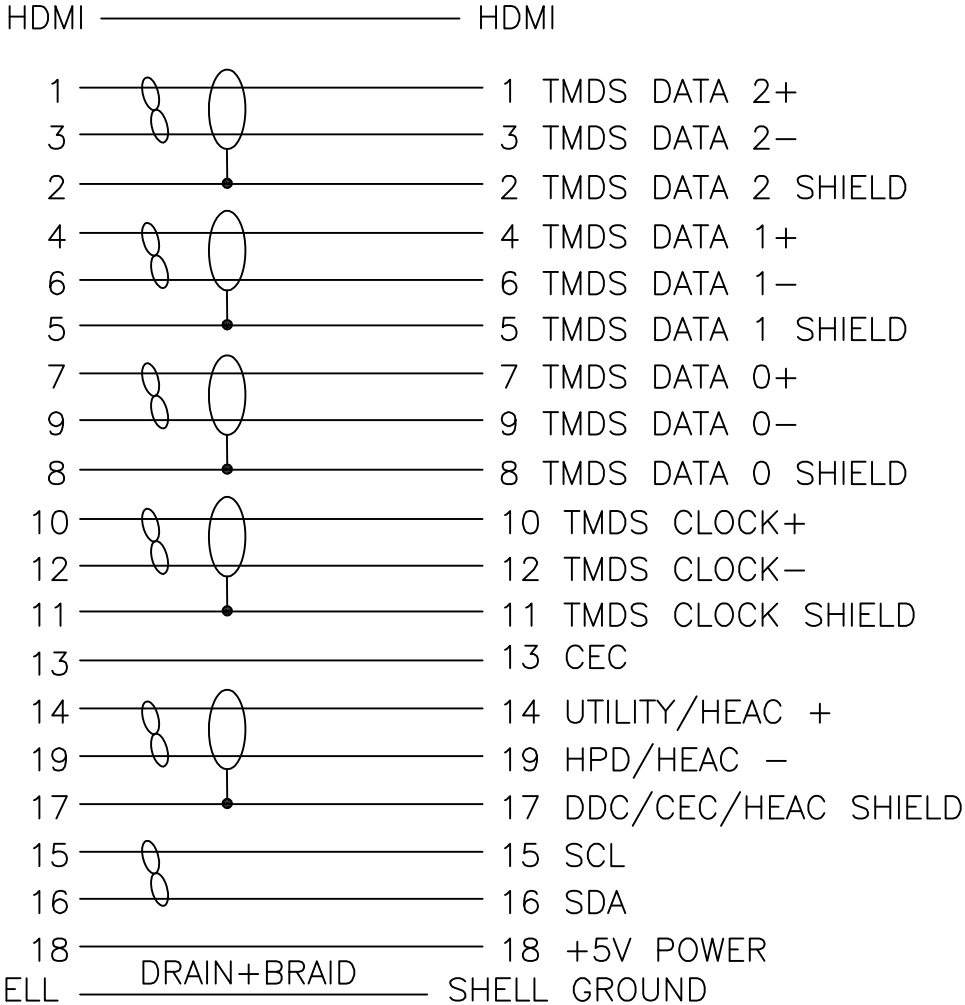 HDMI HDMI
1 1 TMDS DATA 2+
3 3 TMDS DATA 2−
2 2 TMDS DATA 2 SHIELD
4 4 TMDS DATA 1+
6 6 TMDS DATA 1−
5 5 TMDS DATA 1 SHIELD
7 7 TMDS DATA 0+
9 9 TMDS DATA 0−
8 8 TMDS DATA 0 SHIELD
10 10 TMDS CLOCK+
12 12 TMDS CLOCK−
11 11 TMDS CLOCK SHIELD
13 13 CEC
14 14 UTILITY/HEAC +
19 19 HPD/HEAC −
17 17 DDC/CEC/HEAC SHIELD
15 15 SCL
16 16 SDA
18 18 +5V POWER
DRAIN+BRAID
ELL SHELL GROUND